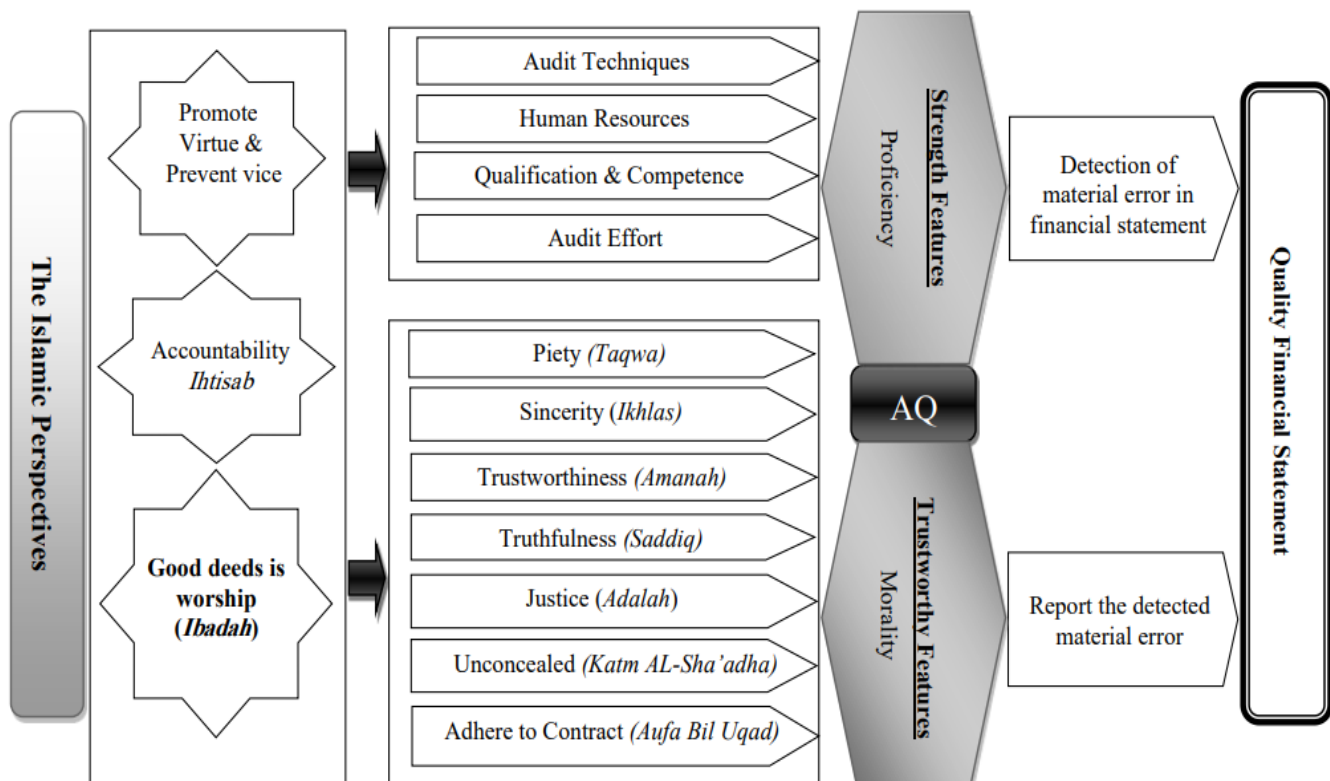 The Islamic Perspectives
Promote
Virtue &
Prevent vice
Accountability
Ihtisab
Good deeds is
worship
(Ibadah)
Audit Techniques
Human Resources
Qualification & Competence
Audit Effort
Piety (Taqwa)
Sincerity (Ikhlas)
Trustworthiness (Amanah)
Truthfulness (Saddiq)
Justice (Adalah)
Unconcealed (Katm AL-Sha’adha)
Adhere to Contract (Aufa Bil Uqad)
Strength Features
Proficiency
AQ
Trustworthy Features
Morality
Detection of
material error in
financial statement
Report the detected
material error
Quality Financial Statement